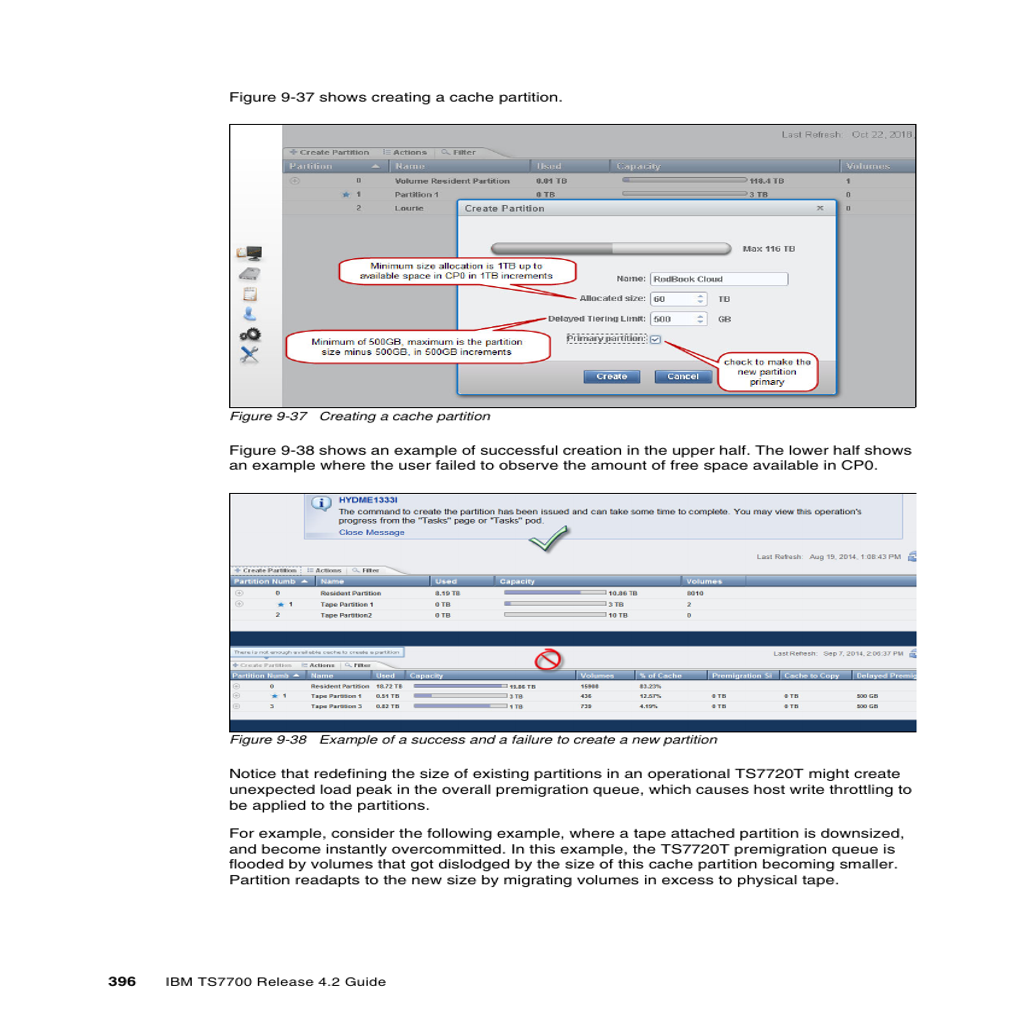 Figure 9-37 shows creating a cache partition.
Last Refresh: Oct 22, 2018,
Create Partition Actions Filter
Partition Name Used Capacity Volumes
0 Volume Resident Partition 0.01 TB 116.4 TB 1
1 Partition 1 0 TB 3 TB 0
2 Lourie 0
Create Partition
Max 116 TB
Minimum size allocation is 1TB up to
available space in CP0 in 1TB increments
Name: RedBook Cloud
Allocated size: 60 TB
Delayed Tiering Limit: 500 GB
Minimum of 500GB, maximum is the partition
size minus 500GB, in 500GB increments
Primary partition:
check to make the
new partition
primary
Create Cancel
Figure 9-37 Creating a cache partition
Figure 9-38 shows an example of successful creation in the upper half. The lower half shows
an example where the user failed to observe the amount of free space available in CP0.
HYDME1333I
The command to create the partition has been issued and can take some time to complete. You may view this operation's
progress from the "Tasks" page or "Tasks" pod.
Close Message
Last Refresh: Aug 19, 2014, 1:08:43 PM
Create Partition Actions Filter
Partition Numb Name Used Capacity Volumes
0 Resident Partition 8.19 TB 10.86 TB 8010
1 Tape Partition 1 0 TB 3 TB 2
2 Tape Partition2 0 TB 10 TB 0
There is not enough available cache to create a partition
Last Refresh: Sep 7, 2014, 2:06:37 PM
Create Partition Actions Filter
Partition Numb Name Used Capacity Volumes % of Cache Premigration Si Cache to Copy Delayed Premig
0 Resident Partition 10.72 TB 19.86 TB 15908 83.23%
1 Tape Partition 1 0.51 TB 3 TB 436 12.57% 0 TB 0 TB 500 GB
3 Tape Partition 3 0.82 TB 1 TB 739 4.19% 0 TB 0 TB 500 GB
Figure 9-38 Example of a success and a failure to create a new partition
Notice that redefining the size of existing partitions in an operational TS7720T might create
unexpected load peak in the overall premigration queue, which causes host write throttling to
be applied to the partitions.
For example, consider the following example, where a tape attached partition is downsized,
and become instantly overcommitted. In this example, the TS7720T premigration queue is
flooded by volumes that got dislodged by the size of this cache partition becoming smaller.
Partition readapts to the new size by migrating volumes in excess to physical tape.
396 IBM TS7700 Release 4.2 Guide